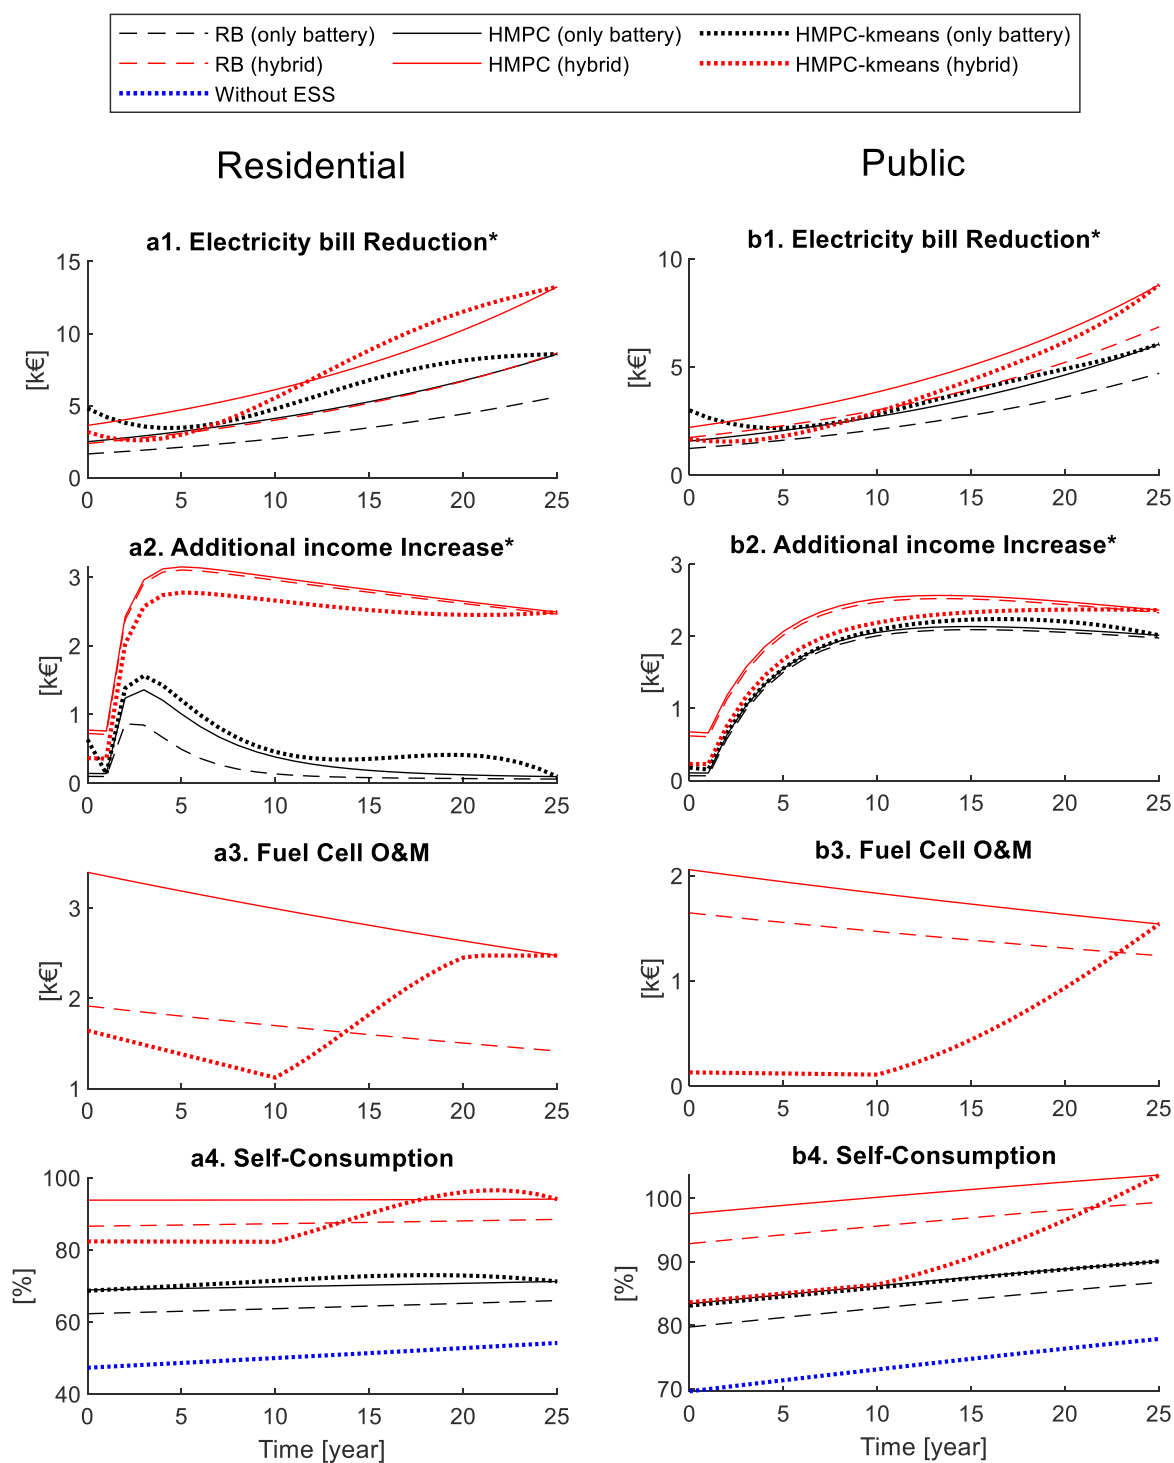 RB (only battery) HMPC (only battery) HMPC-kmeans (only battery)
RB (hybrid) HMPC (hybrid) HMPC-kmeans (hybrid)
Without ESS
Residential
Public
a1. Electricity bill Reduction*
15
10
5
0
[k€]
0 5 10 15 20 25
b1. Electricity bill Reduction*
10
5
0
[k€]
0 5 10 15 20 25
a2. Additional income Increase*
3
2
1
0
[k€]
0 5 10 15 20 25
b2. Additional income Increase*
3
2
1
0
[k€]
0 5 10 15 20 25
a3. Fuel Cell O&M
3
2
1
[k€]
0 5 10 15 20 25
b3. Fuel Cell O&M
2
1
0
[k€]
0 5 10 15 20 25
a4. Self-Consumption
100
80
60
40
[%]
0 5 10 15 20 25
Time [year]
b4. Self-Consumption
100
90
80
70
[%]
0 5 10 15 20 25
Time [year]